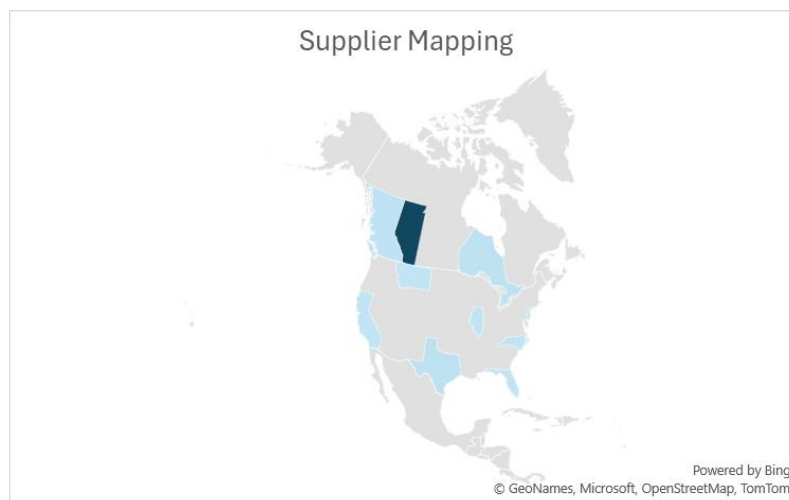 Supplier Mapping
Powered by Bing
© GeoNames, Microsoft, OpenStreetMap, TomTom